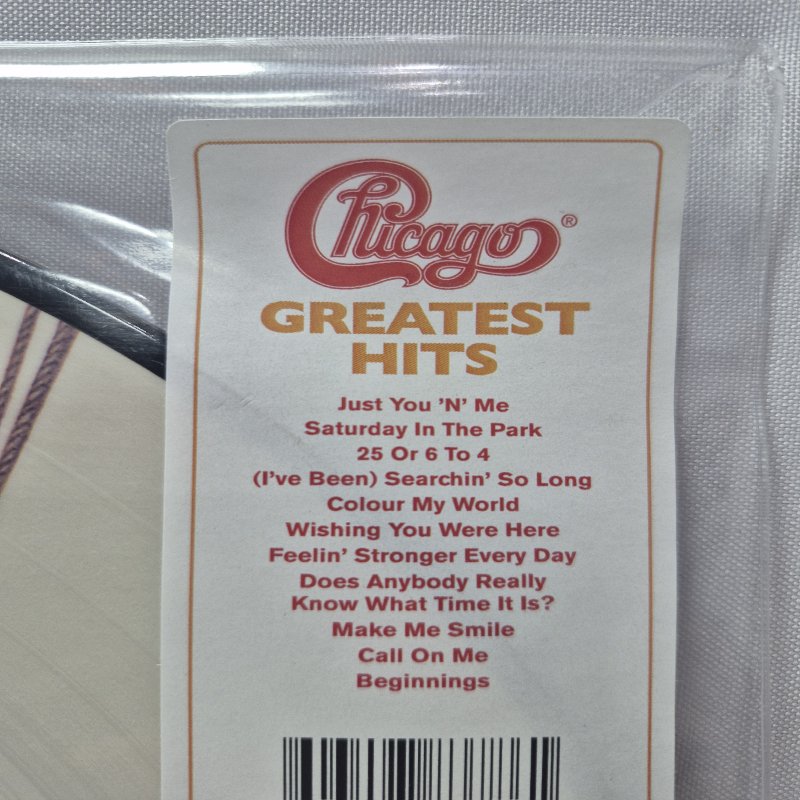 Chicago®
GREATEST
HITS
Just You 'N' Me
Saturday In The Park
25 Or 6 To 4
(I've Been) Searchin' So Long
Colour My World
Wishing You Were Here
Feelin' Stronger Every Day
Does Anybody Really
Know What Time It Is?
Make Me Smile
Call On Me
Beginnings